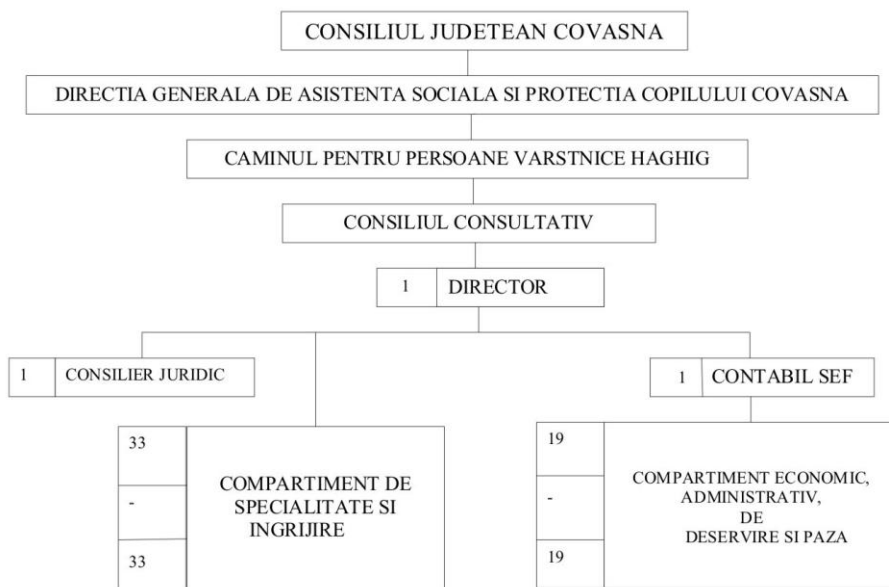 CONSILIUL JUDETEAN COVASNA
DIRECTIA GENERALA DE ASISTENTA SOCIALA SI PROTECTIA COPILULUI COVASNA
CAMINUL PENTRU PERSOANE VARSTNICE HAGHIG
CONSILIUL CONSULTATIV
1 DIRECTOR
1 CONSILIER JURIDIC
1 CONTABIL SEF
33
-
33
COMPARTIMENT DE
SPECIALITATE SI
INGRIJIRE
19
-
19
COMPARTIMENT ECONOMIC,
ADMINISTRATIV,
DE
DESERVIRE SI PAZA